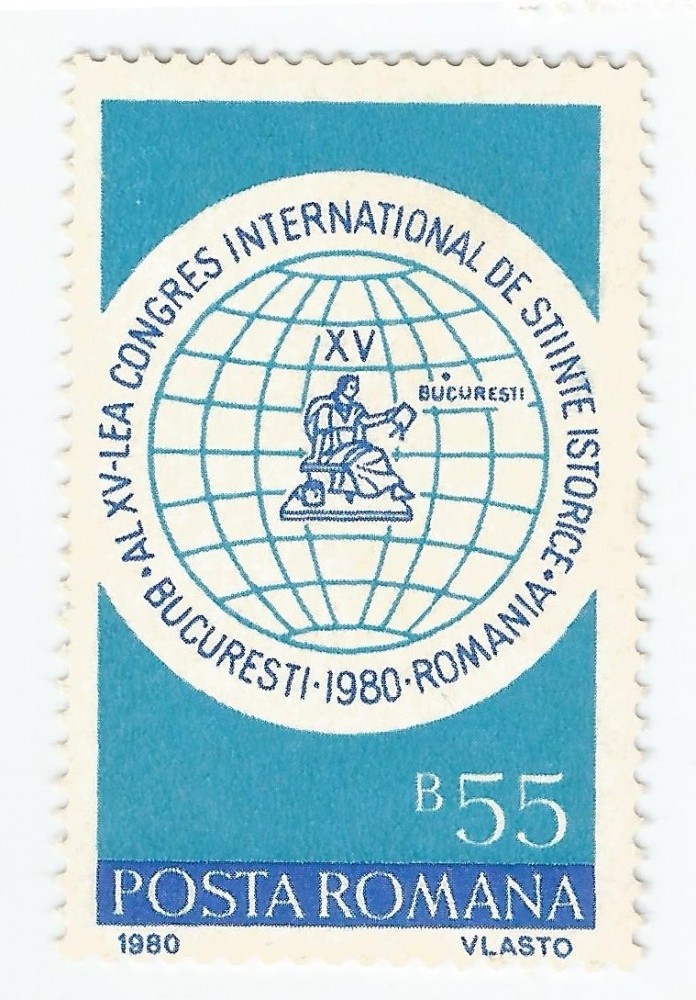 AL XV-LEA CONGRES INTERNATIONAL DE STIINTE ISTORICE •
BUCURESTI · 1980 · ROMANIA •
XV
BUCURESTI
B 55
POSTA ROMANA
1980 VLASTO